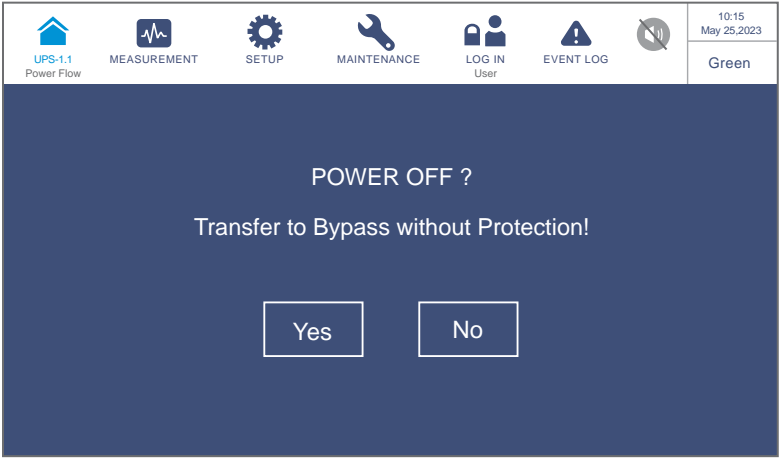 UPS-1.1
Power Flow
MEASUREMENT
SETUP
MAINTENANCE
LOG IN
User
EVENT LOG
10:15
May 25,2023
Green
POWER OFF ?
Transfer to Bypass without Protection!
Yes
No